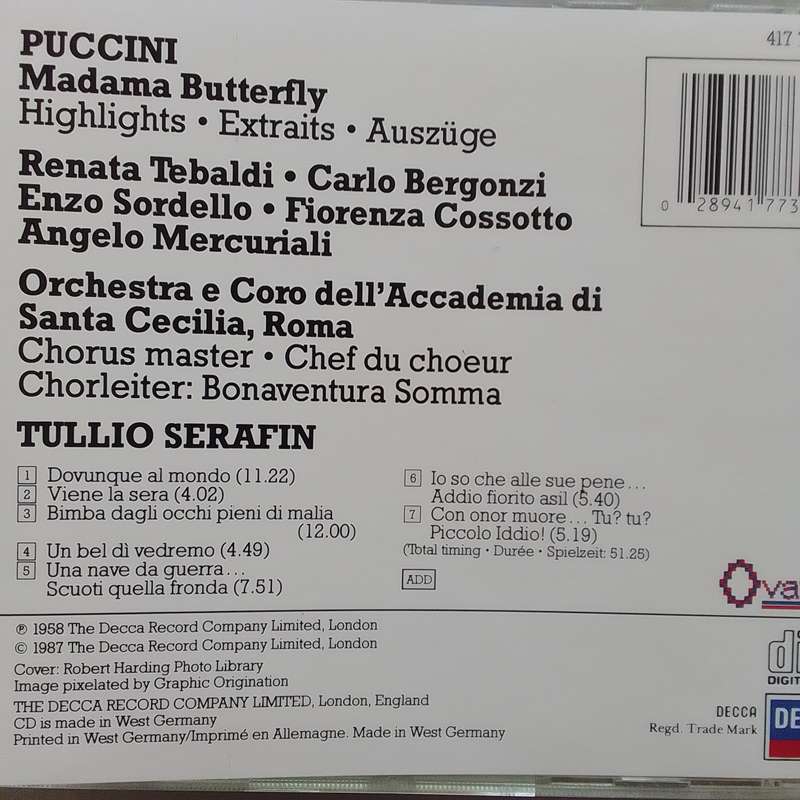 PUCCINI
Madama Butterfly
Highlights • Extraits • Auszüge
Renata Tebaldi • Carlo Bergonzi
Enzo Sordello • Fiorenza Cossotto
Angelo Mercuriali
Orchestra e Coro dell'Accademia di
Santa Cecilia, Roma
Chorus master • Chef du choeur
Chorleiter: Bonaventura Somma
TULLIO SERAFIN
1 Dovunque al mondo (11.22)
2 Viene la sera (4.02)
3 Bimba dagli occhi pieni di malia
(12.00)
4 Un bel dì vedremo (4.49)
5 Una nave da guerra...
Scuoti quella fronda (7.51)
6 Io so che alle sue pene...
Addio fiorito asil (5.40)
7 Con onor muore... Tu? tu?
Piccolo Iddio! (5.19)
(Total timing • Durée • Spielzeit: 51.25)
ADD
417
0 28941 773
℗ 1958 The Decca Record Company Limited, London
© 1987 The Decca Record Company Limited, London
Cover: Robert Harding Photo Library
Image pixelated by Graphic Origination
THE DECCA RECORD COMPANY LIMITED, London, England
CD is made in West Germany
Printed in West Germany/Imprimé en Allemagne. Made in West Germany
DECCA
Regd. Trade Mark